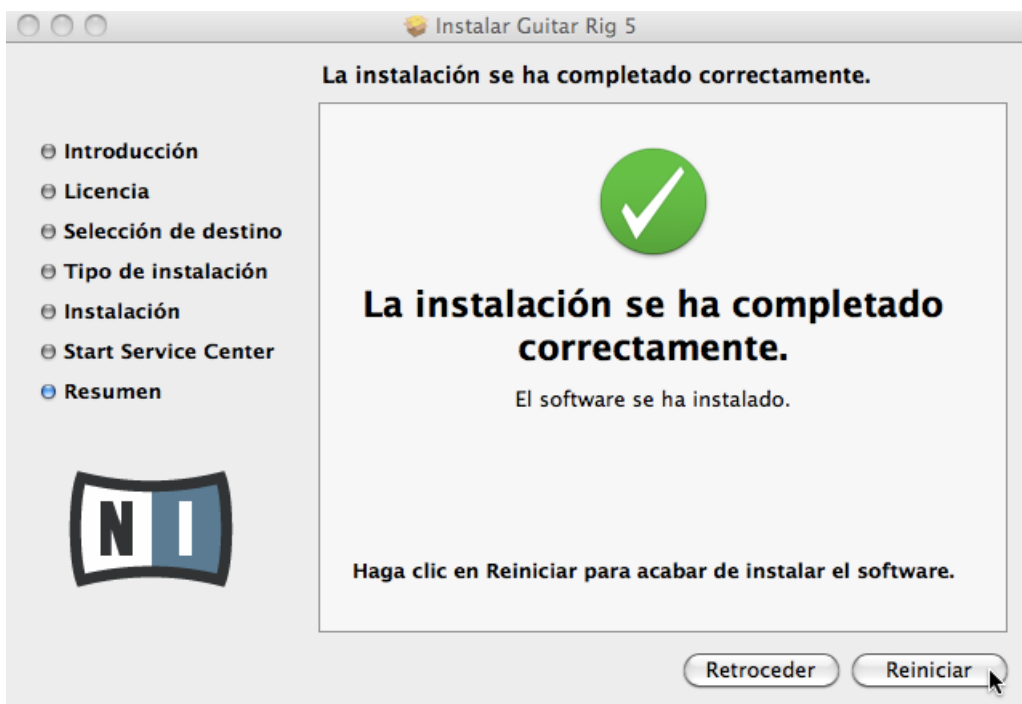 Instalar Guitar Rig 5
La instalación se ha completado correctamente.
Introducción
Licencia
Selección de destino
Tipo de instalación
Instalación
Start Service Center
Resumen
La instalación se ha completado
correctamente.
El software se ha instalado.
NI
Haga clic en Reiniciar para acabar de instalar el software.
Retroceder
Reiniciar